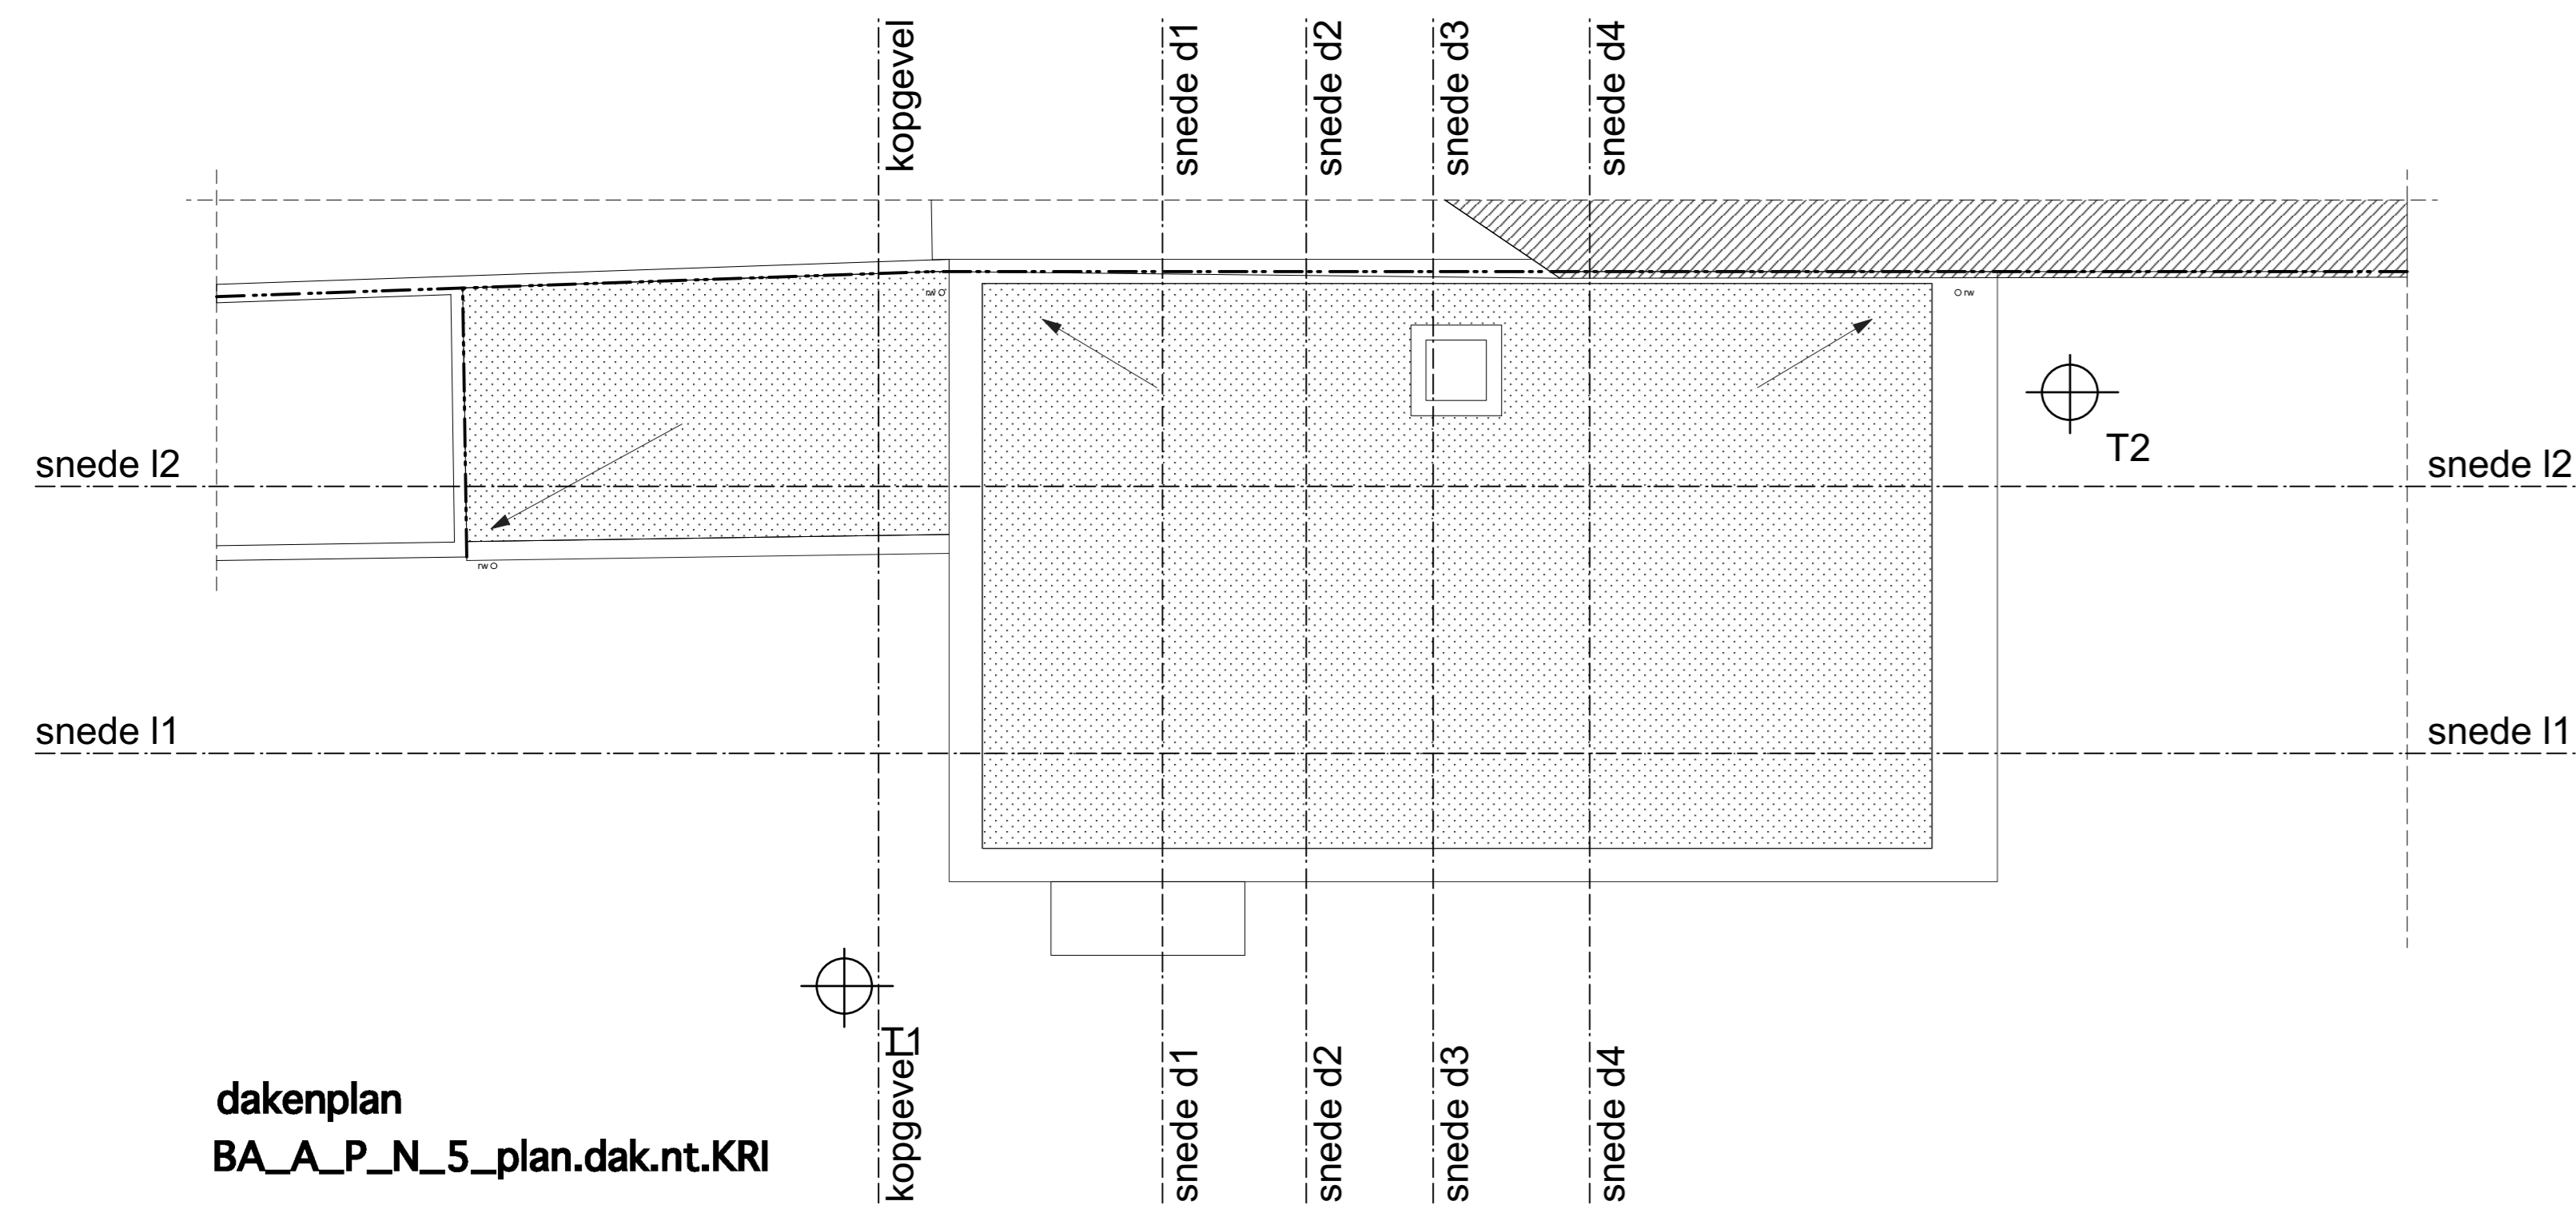 kopgevel
snede d1
snede d2
snede d3
snede d4
rw
rw
T2
snede l2
snede l2
rw
snede l1
snede l1
T1
kopgevel
snede d1
snede d2
snede d3
snede d4
dakenplan
BA_A_P_N_5_plan.dak.nt.KRI